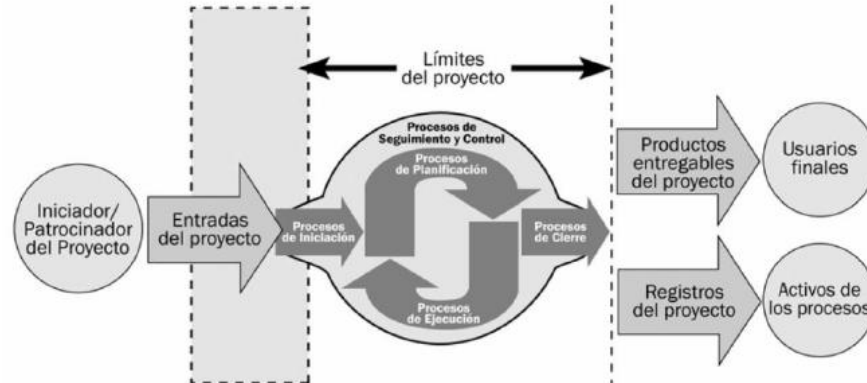 Límites
del proyecto
Procesos de
Seguimiento y Control
Procesos
de Planificación
Iniciador/
Patrocinador
del Proyecto
Entradas
del proyecto
Procesos
de Iniciación
Procesos
de Cierre
Procesos
de Ejecución
Productos
entregables
del proyecto
Usuarios
finales
Registros
del proyecto
Activos de
los procesos